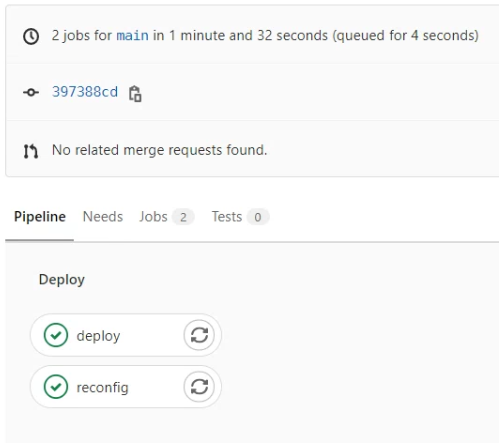 2 jobs for main in 1 minute and 32 seconds (queued for 4 seconds)
397388cd
No related merge requests found.
Pipeline Needs Jobs 2 Tests 0
Deploy
deploy
reconfig